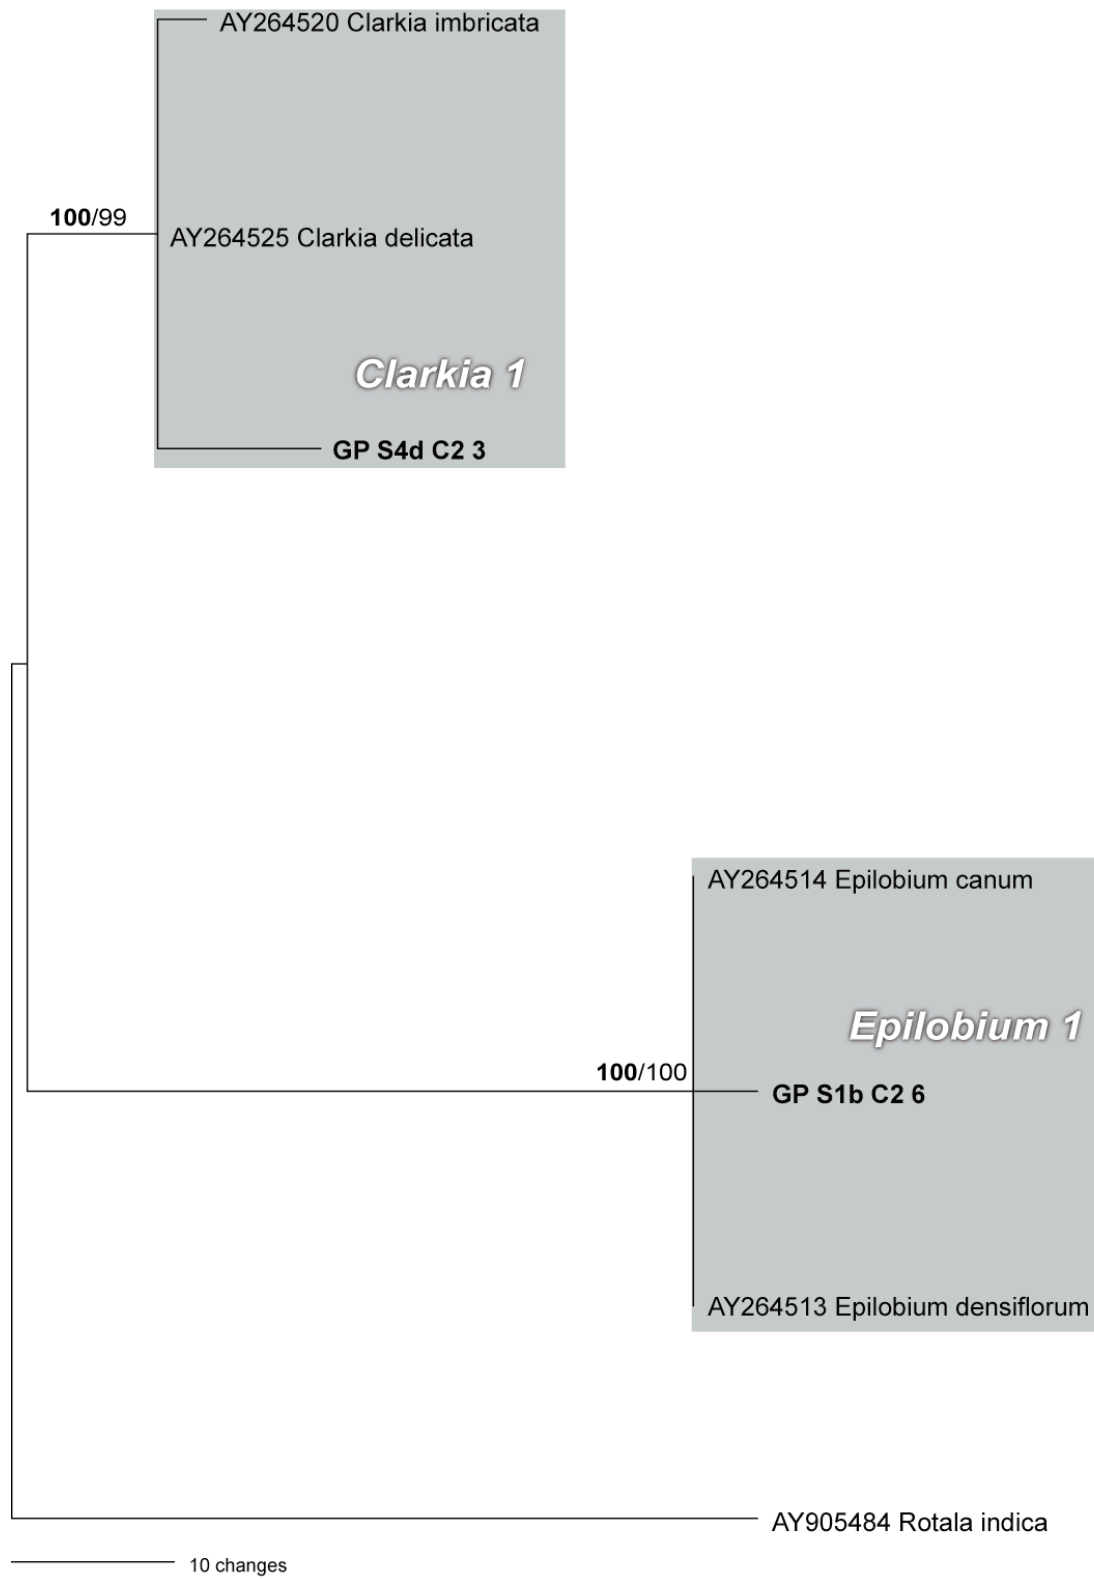 AY264520 Clarkia imbricata
100/99
AY264525 Clarkia delicata
Clarkia 1
GP S4d C2 3
AY264514 Epilobium canum
Epilobium 1
100/100
GP S1b C2 6
AY264513 Epilobium densiflorum
AY905484 Rotala indica
10 changes